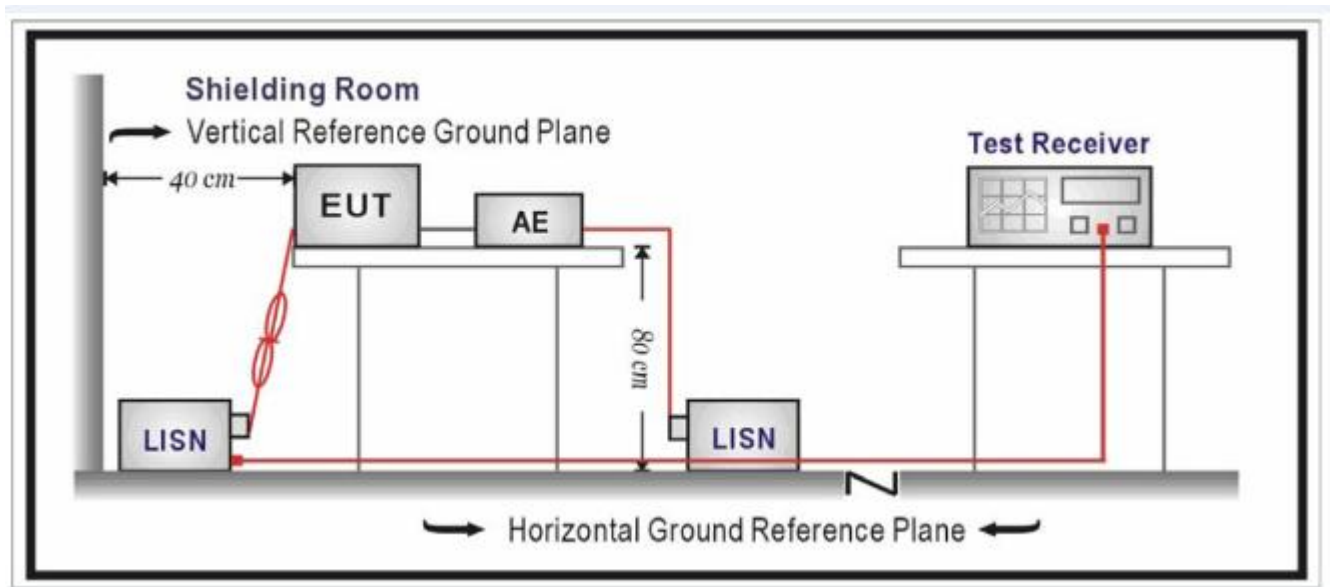 Shielding Room
Vertical Reference Ground Plane
Test Receiver
40 cm
EUT
AE
80 cm
LISN
LISN
Horizontal Ground Reference Plane